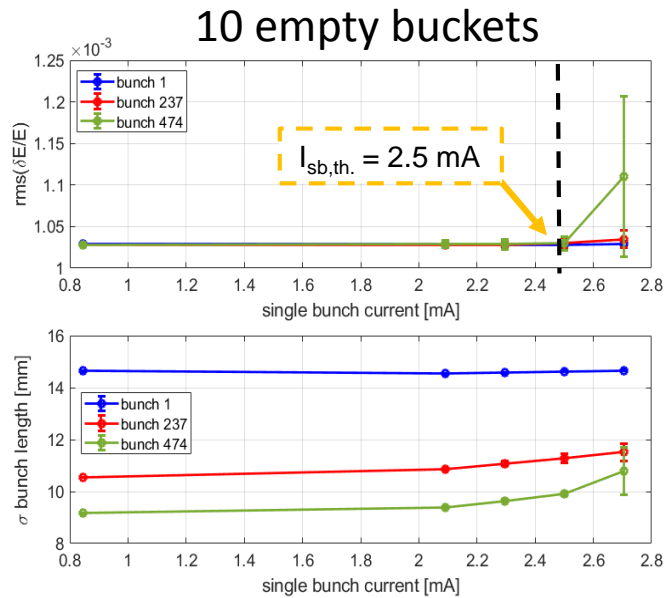 10 empty buckets
×10⁻³
1.25
1.2
1.15
1.1
1.05
1
rms(δE/E)
bunch 1
bunch 237
bunch 474
I_sb,th. = 2.5 mA
0.8 1 1.2 1.4 1.6 1.8 2 2.2 2.4 2.6 2.8
single bunch current [mA]
16
14
12
10
8
σ bunch length [mm]
bunch 1
bunch 237
bunch 474
0.8 1 1.2 1.4 1.6 1.8 2 2.2 2.4 2.6 2.8
single bunch current [mA]